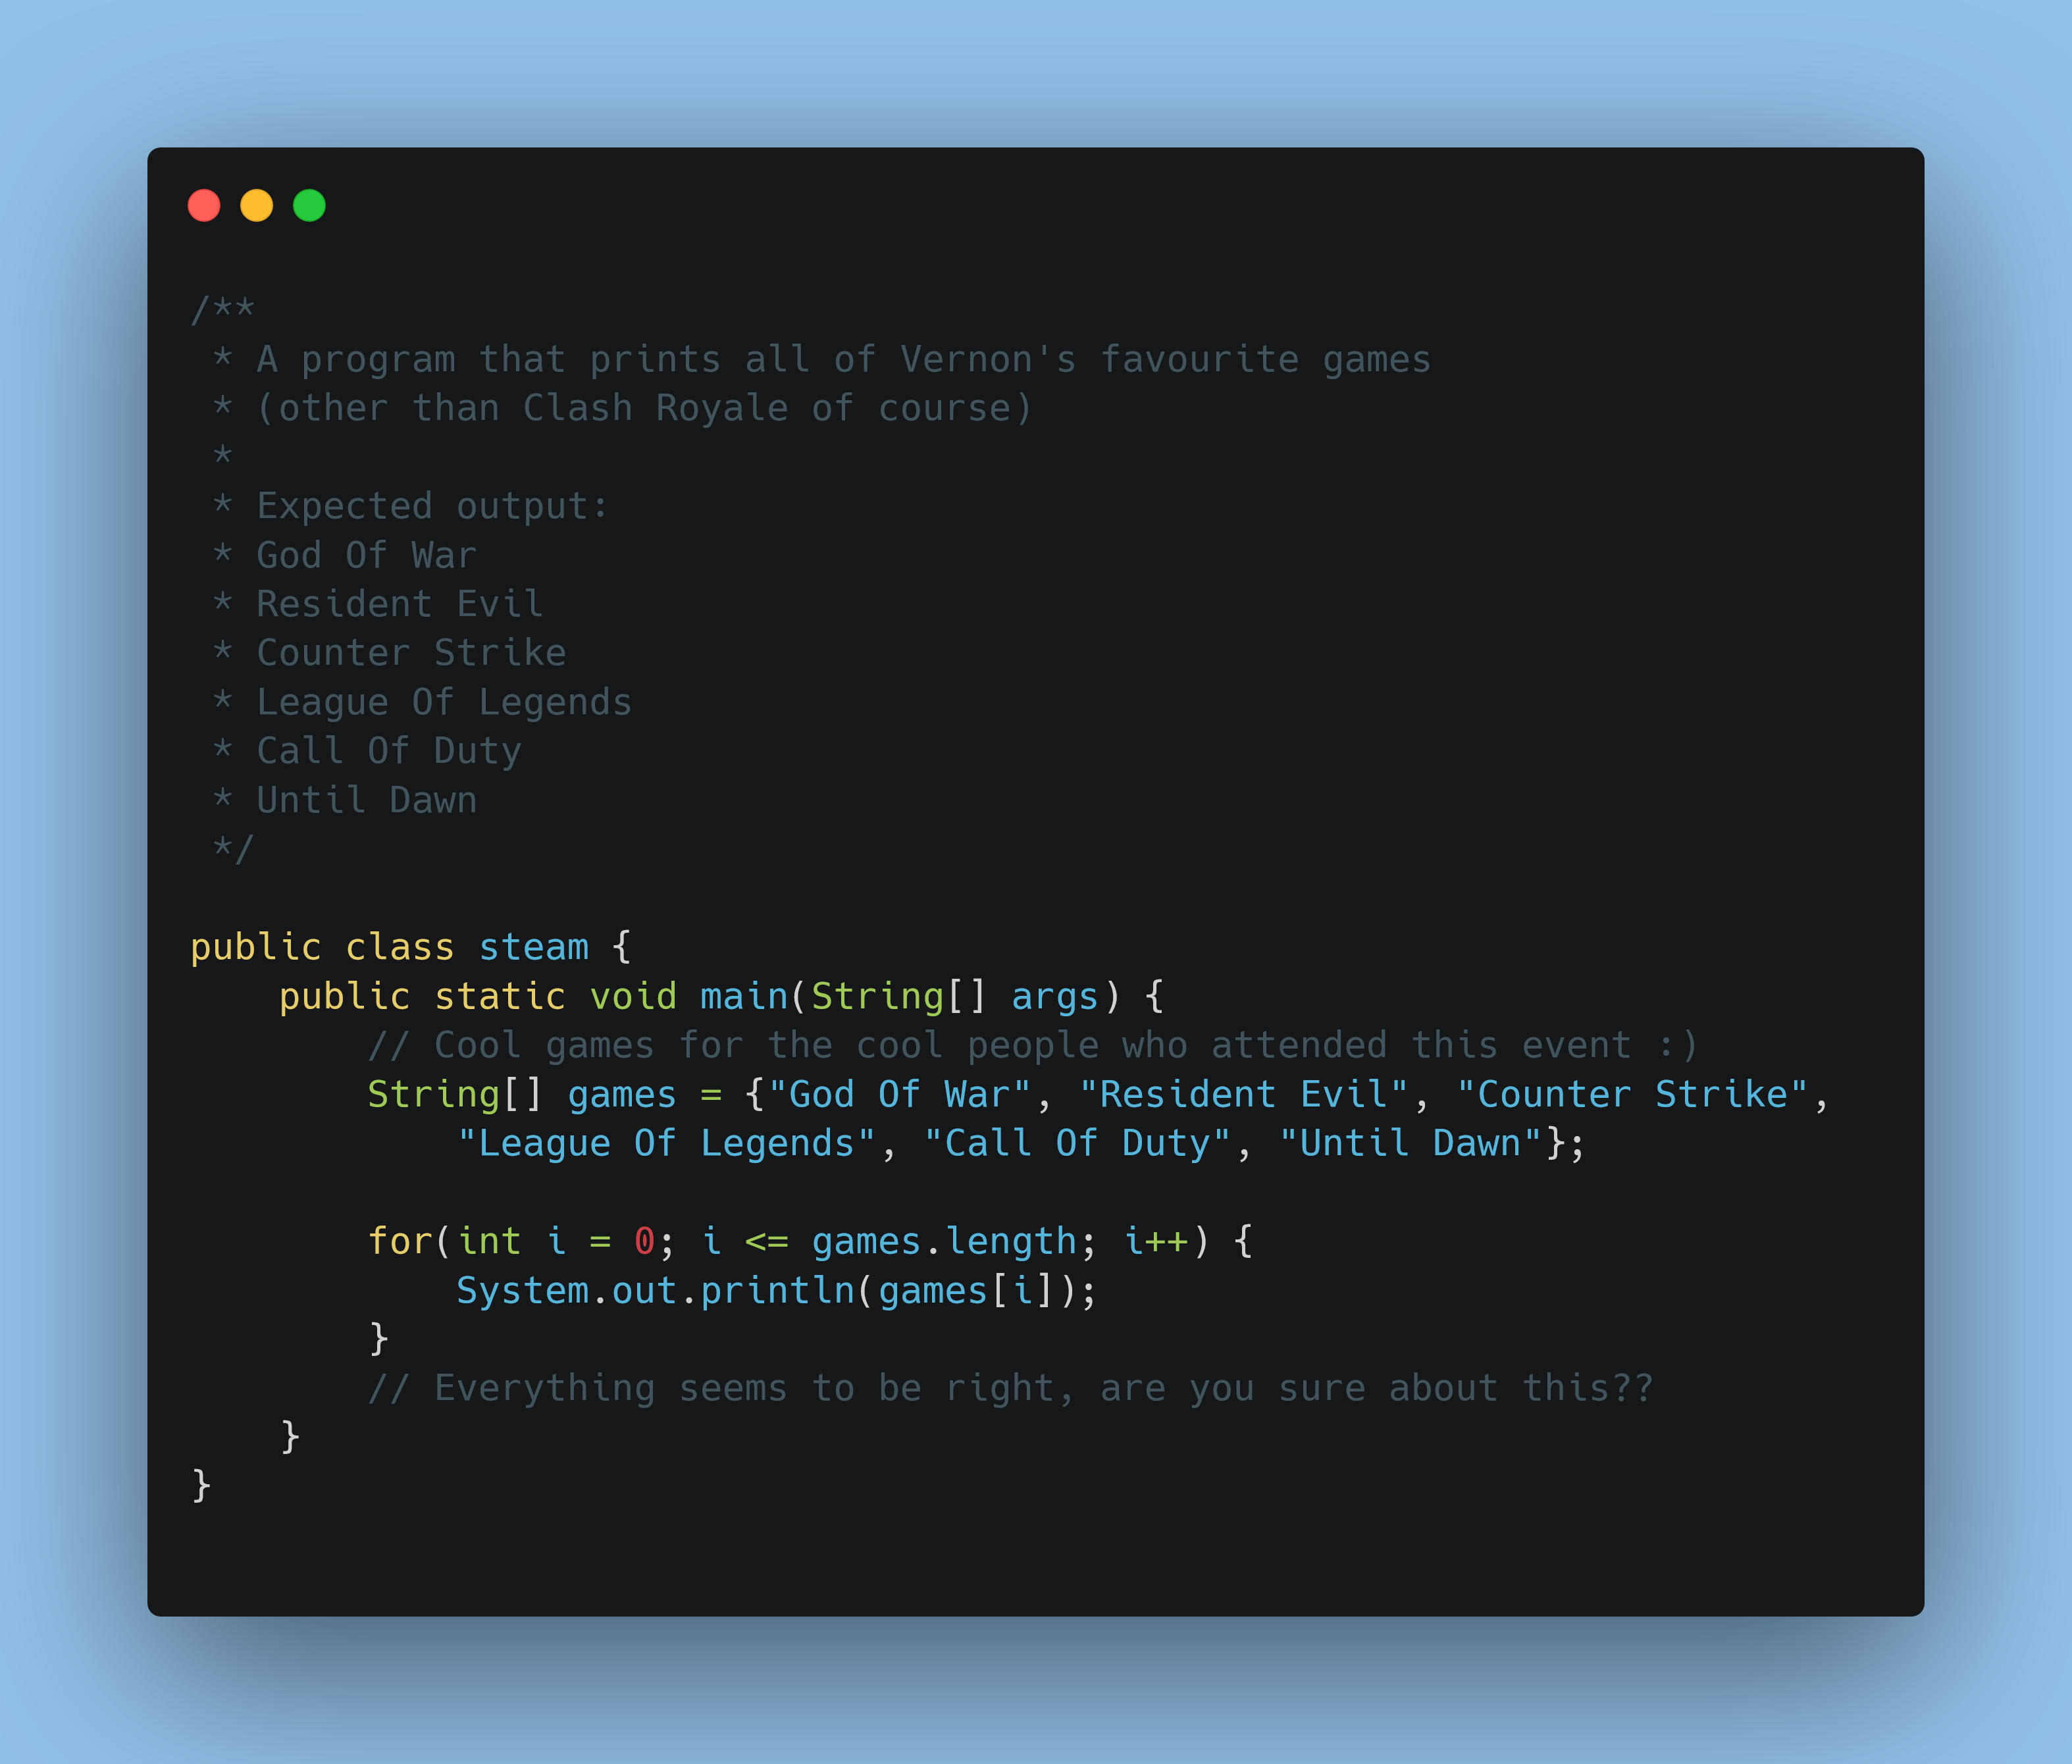 /**
 * A program that prints all of Vernon's favourite games
 * (other than Clash Royale of course)
 *
 * Expected output:
 * God Of War
 * Resident Evil
 * Counter Strike
 * League Of Legends
 * Call Of Duty
 * Until Dawn
 */

public class steam {
    public static void main(String[] args) {
        // Cool games for the cool people who attended this event :)
        String[] games = {"God Of War", "Resident Evil", "Counter Strike",
            "League Of Legends", "Call Of Duty", "Until Dawn"};

        for(int i = 0; i <= games.length; i++) {
            System.out.println(games[i]);
        }
        // Everything seems to be right, are you sure about this??
    }
}